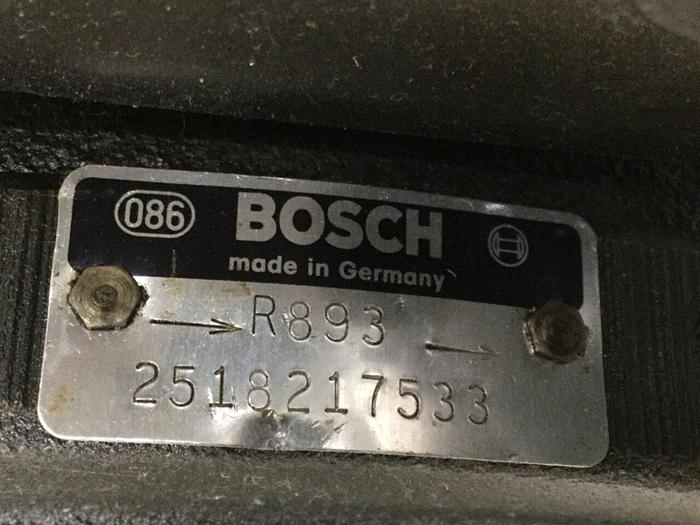 086 BOSCH
made in Germany
→ R893 →
2518217533